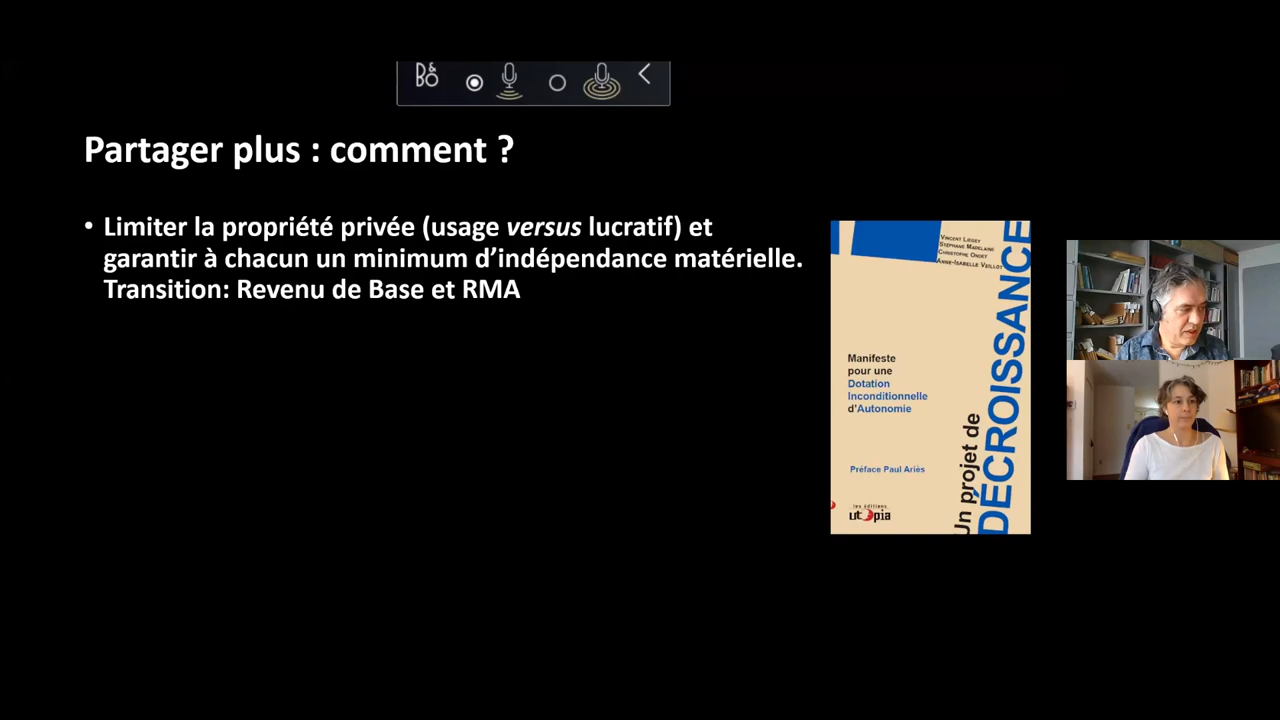 B&O
Partager plus : comment ?
• Limiter la propriété privée (usage versus lucratif) et
garantir à chacun un minimum d’indépendance matérielle.
Transition: Revenu de Base et RMA
Vincent Liegey
Stéphane Madelaine
Christophe Ondet
Anne-Isabelle Veillot
Manifeste
pour une
Dotation
Inconditionnelle
d'Autonomie
Préface Paul Ariès
les éditions
utopia
Un projet de
DÉCROISSANCE